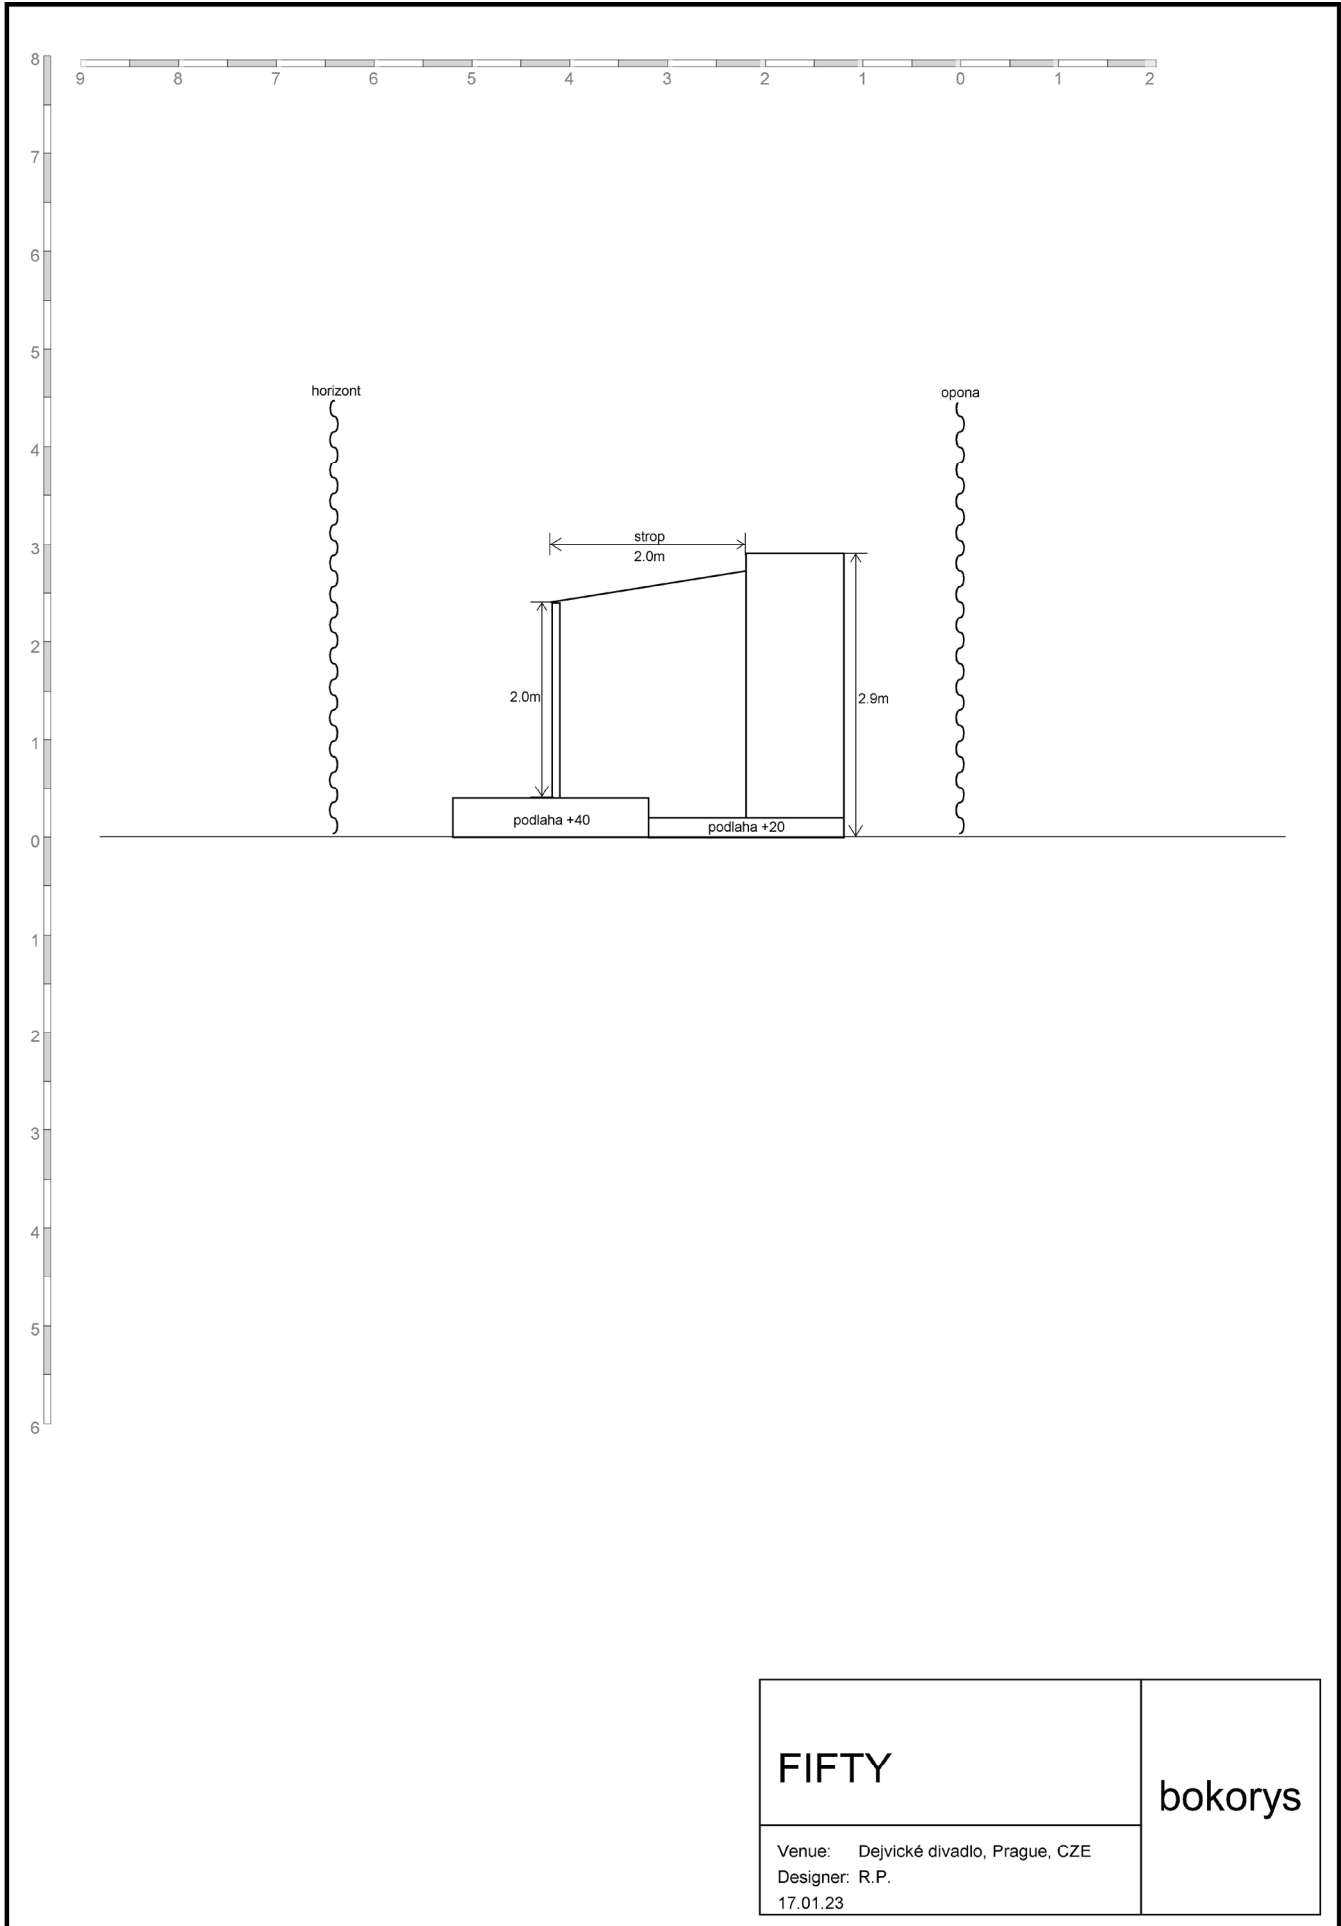 8
9 8 7 6 5 4 3 2 1 0 1 2
7
6
5
horizont
opona
4
3
strop
2.0m
2
2.0m
2.9m
1
podlaha +40
podlaha +20
0
1
2
3
4
5
6
FIFTY
bokorys
Venue: Dejvické divadlo, Prague, CZE
Designer: R.P.
17.01.23